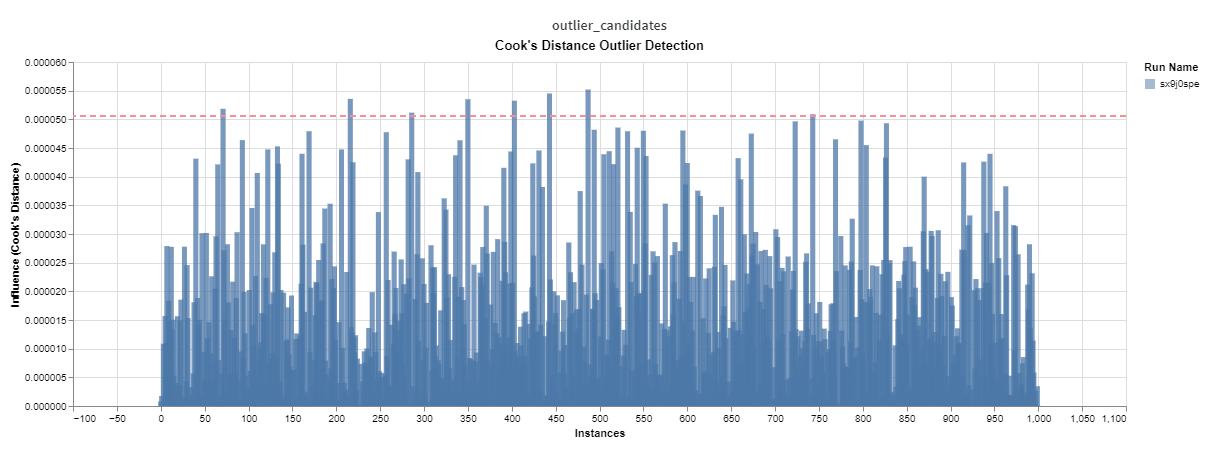 outlier_candidates
Cook's Distance Outlier Detection
Run Name
sx9j0spe
Influence (Cook's Distance)
0.000060
0.000055
0.000050
0.000045
0.000040
0.000035
0.000030
0.000025
0.000020
0.000015
0.000010
0.000005
0.000000
−100 −50 0 50 100 150 200 250 300 350 400 450 500 550 600 650 700 750 800 850 900 950 1,000 1,050 1,100
Instances